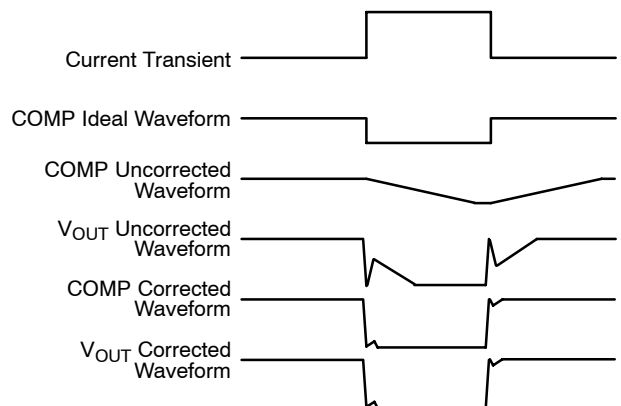 Current Transient
COMP Ideal Waveform
COMP Uncorrected
Waveform
VOUT Uncorrected
Waveform
COMP Corrected
Waveform
VOUT Corrected
Waveform